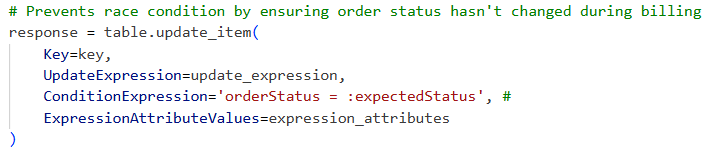 # Prevents race condition by ensuring order status hasn't changed during billing
response = table.update_item(
    Key=key,
    UpdateExpression=update_expression,
    ConditionExpression='orderStatus = :expectedStatus', #
    ExpressionAttributeValues=expression_attributes
)